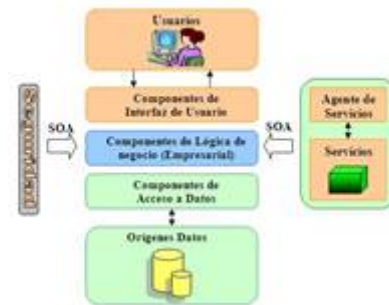 Usuarios
Componentes de
Interfaz de Usuario
SOA
Componentes de Lógica de
negocio (Empresarial)
SOA
Componentes de
Acceso a Datos
Orígenes Datos
Seguridad
Agente de
Servicios
Servicios